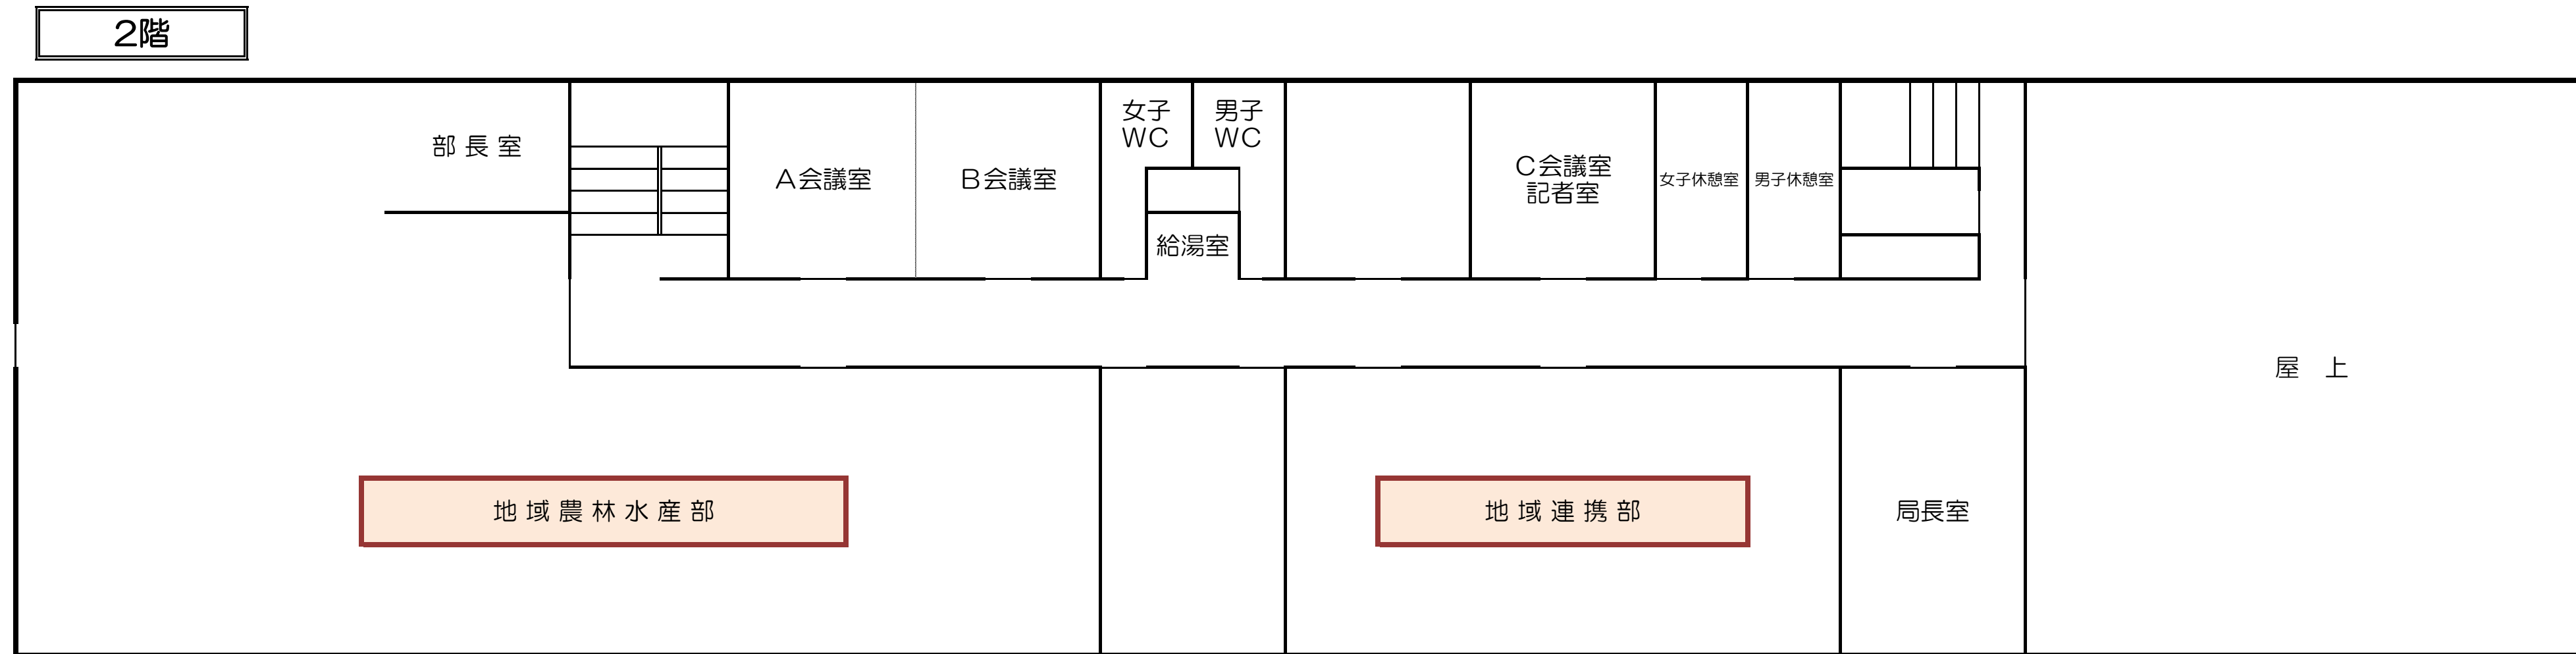 2階
部長室
A会議室
B会議室
女子
WC
男子
WC
給湯室
C会議室
記者室
女子休憩室
男子休憩室
屋 上
地域農林水産部
地域連携部
局長室